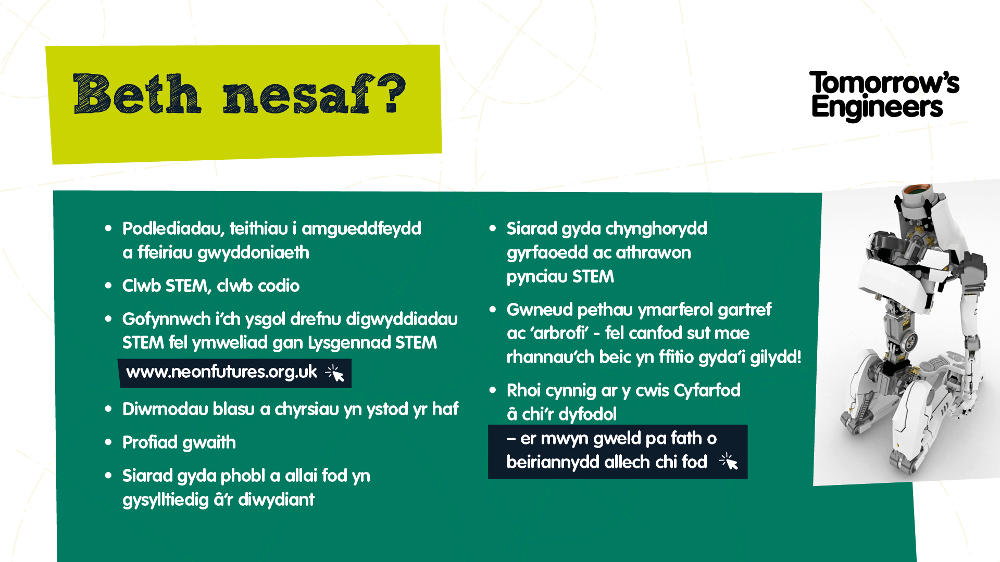 Beth nesaf?
Tomorrow's
Engineers
• Podlediadau, teithiau i amgueddfeydd
a ffeiriau gwyddoniaeth
• Clwb STEM, clwb codio
• Gofynnwch i'ch ysgol drefnu digwyddiadau
STEM fel ymweliad gan Lysgennad STEM
www.neonfutures.org.uk
• Diwrnodau blasu a chyrsiau yn ystod yr haf
• Profiad gwaith
• Siarad gyda phobl a allai fod yn
gysylltiedig â'r diwydiant
• Siarad gyda chynghorydd
gyrfaoedd ac athrawon
pynciau STEM
• Gwneud pethau ymarferol gartref
ac 'arbrofi' - fel canfod sut mae
rhannau'ch beic yn ffitio gyda'i gilydd!
• Rhoi cynnig ar y cwis Cyfarfod
â chi'r dyfodol
– er mwyn gweld pa fath o
beiriannydd allech chi fod